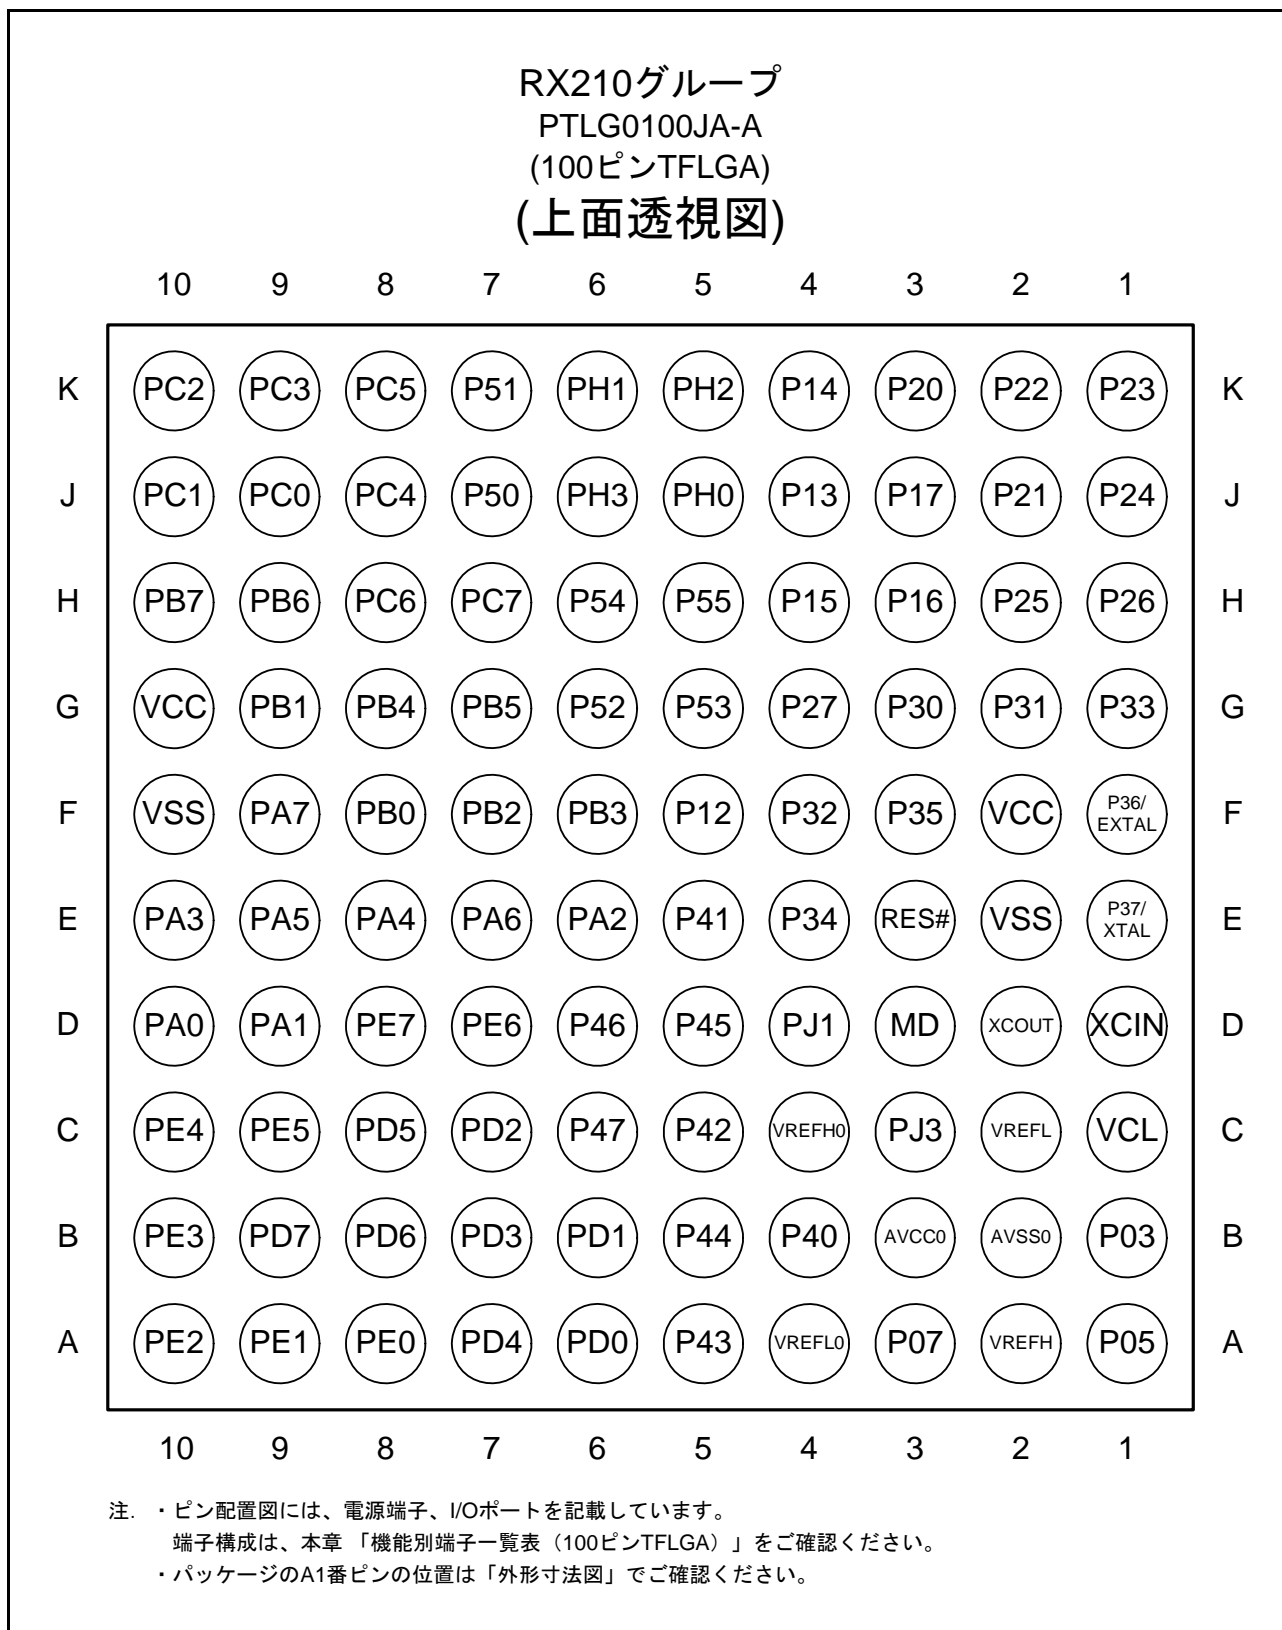 RX210グループ
PTLG0100JA-A
(100ピンTFLGA)
(上面透視図)
10 9 8 7 6 5 4 3 2 1
K PC2 PC3 PC5 P51 PH1 PH2 P14 P20 P22 P23 K
J PC1 PC0 PC4 P50 PH3 PH0 P13 P17 P21 P24 J
H PB7 PB6 PC6 PC7 P54 P55 P15 P16 P25 P26 H
G VCC PB1 PB4 PB5 P52 P53 P27 P30 P31 P33 G
F VSS PA7 PB0 PB2 PB3 P12 P32 P35 VCC P36/EXTAL F
E PA3 PA5 PA4 PA6 PA2 P41 P34 RES# VSS P37/XTAL E
D PA0 PA1 PE7 PE6 P46 P45 PJ1 MD XCOUT XCIN D
C PE4 PE5 PD5 PD2 P47 P42 VREFH0 PJ3 VREFL VCL C
B PE3 PD7 PD6 PD3 PD1 P44 P40 AVCC0 AVSS0 P03 B
A PE2 PE1 PE0 PD4 PD0 P43 VREFL0 P07 VREFH P05 A
10 9 8 7 6 5 4 3 2 1
注. ・ピン配置図には、電源端子、I/Oポートを記載しています。
端子構成は、本章 「機能別端子一覧表（100ピンTFLGA）」をご確認ください。
・パッケージのA1番ピンの位置は「外形寸法図」でご確認ください。